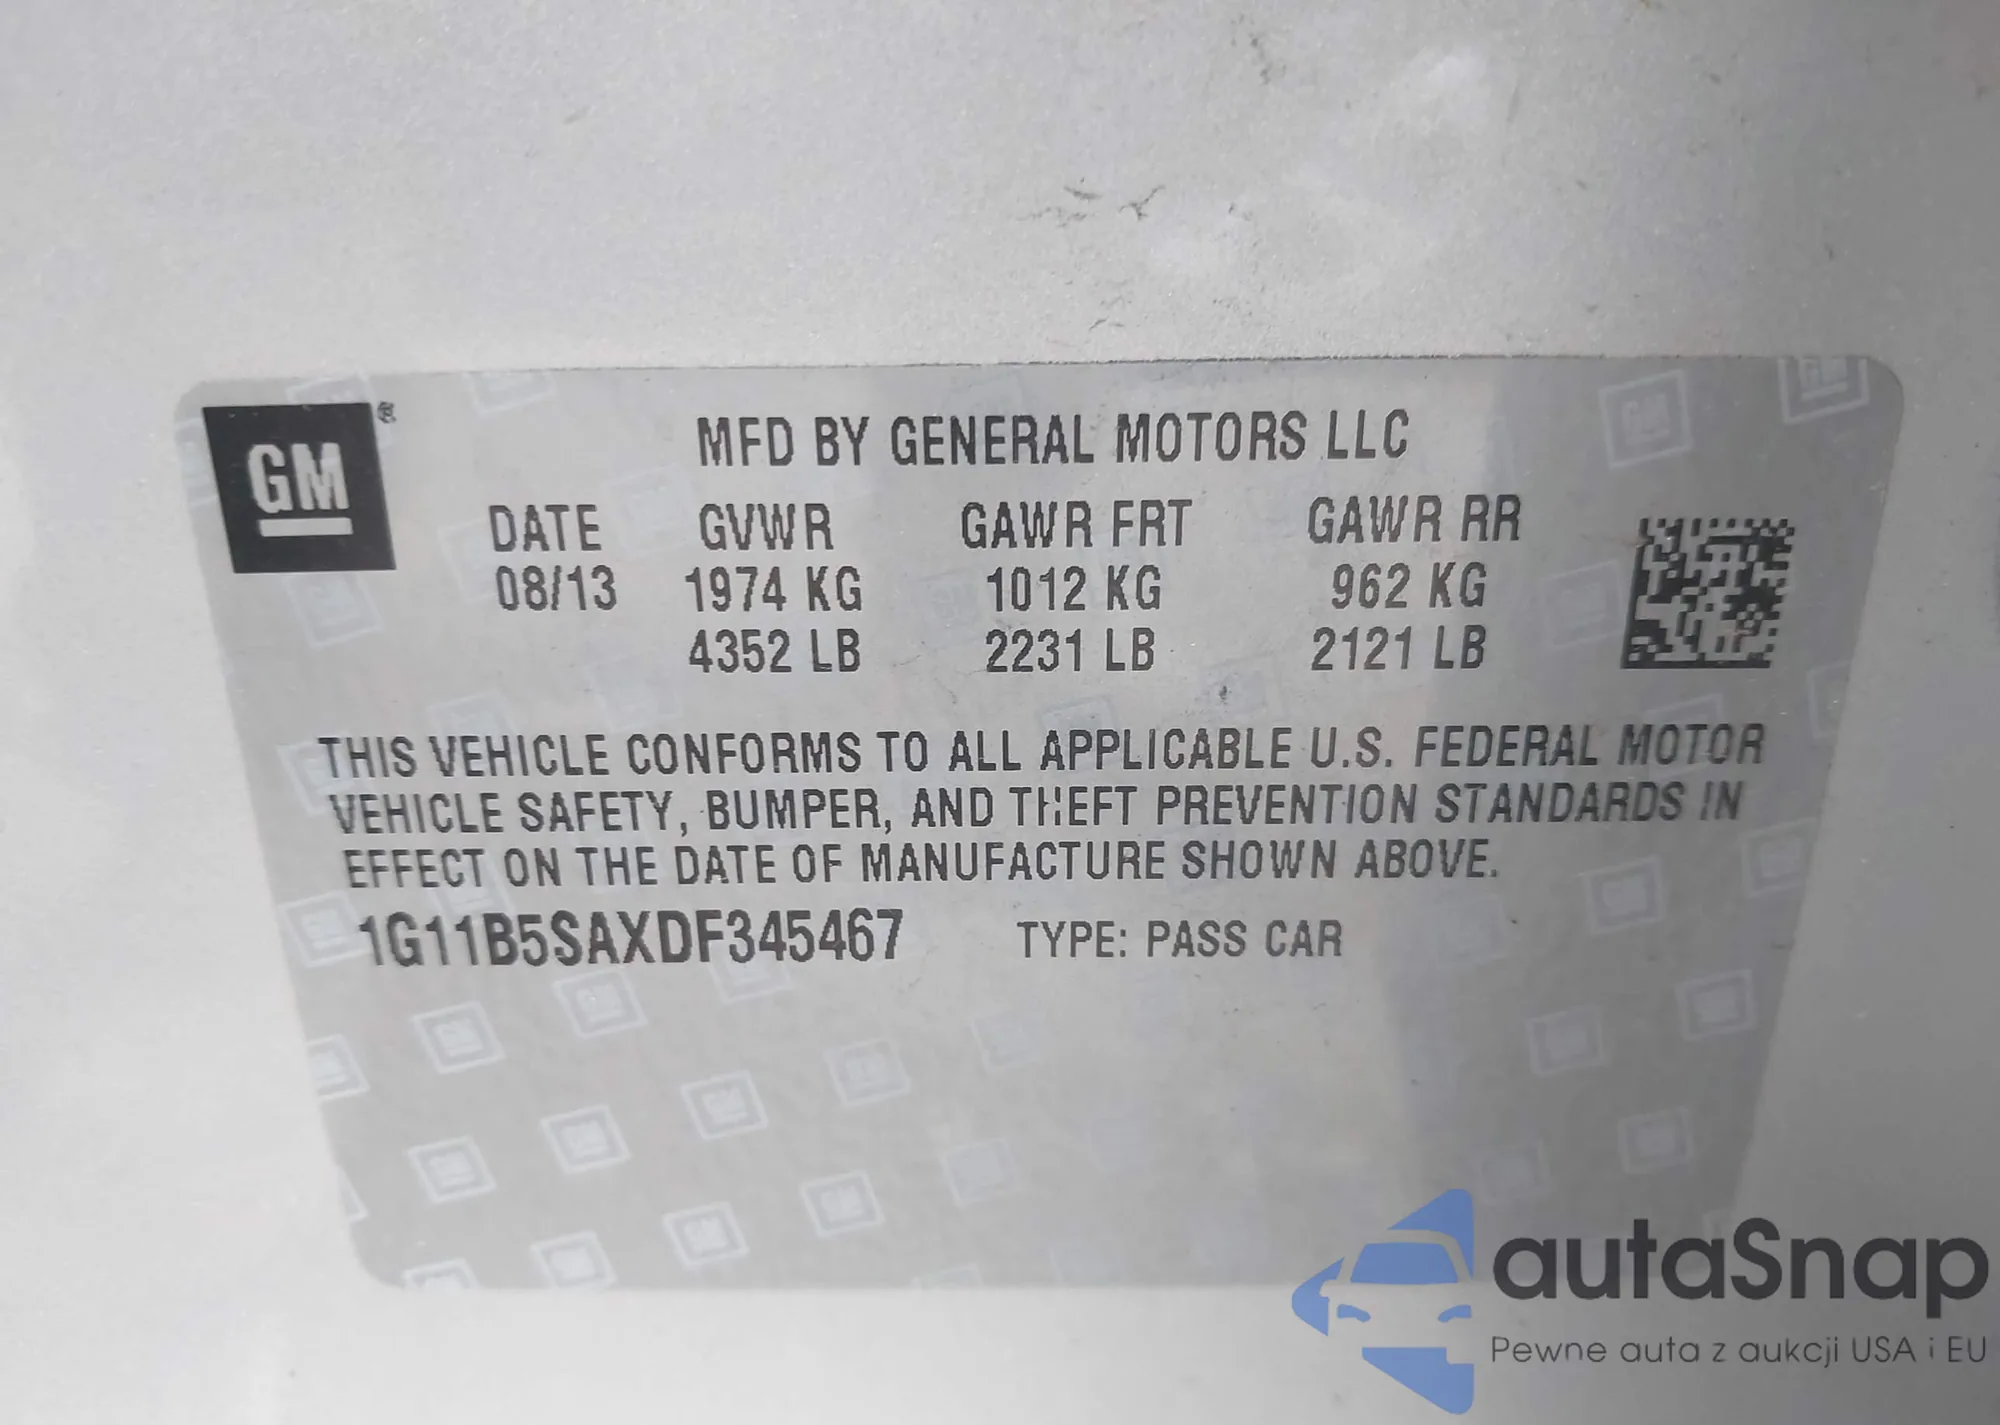 GM ®
MFD BY GENERAL MOTORS LLC
DATE GVWR GAWR FRT GAWR RR
08/13 1974 KG 1012 KG 962 KG
4352 LB 2231 LB 2121 LB
THIS VEHICLE CONFORMS TO ALL APPLICABLE U.S. FEDERAL MOTOR
VEHICLE SAFETY, BUMPER, AND THEFT PREVENTION STANDARDS IN
EFFECT ON THE DATE OF MANUFACTURE SHOWN ABOVE.
1G11B5SAXDF345467 TYPE: PASS CAR
autaSnap
Pewne auta z aukcji USA i EU